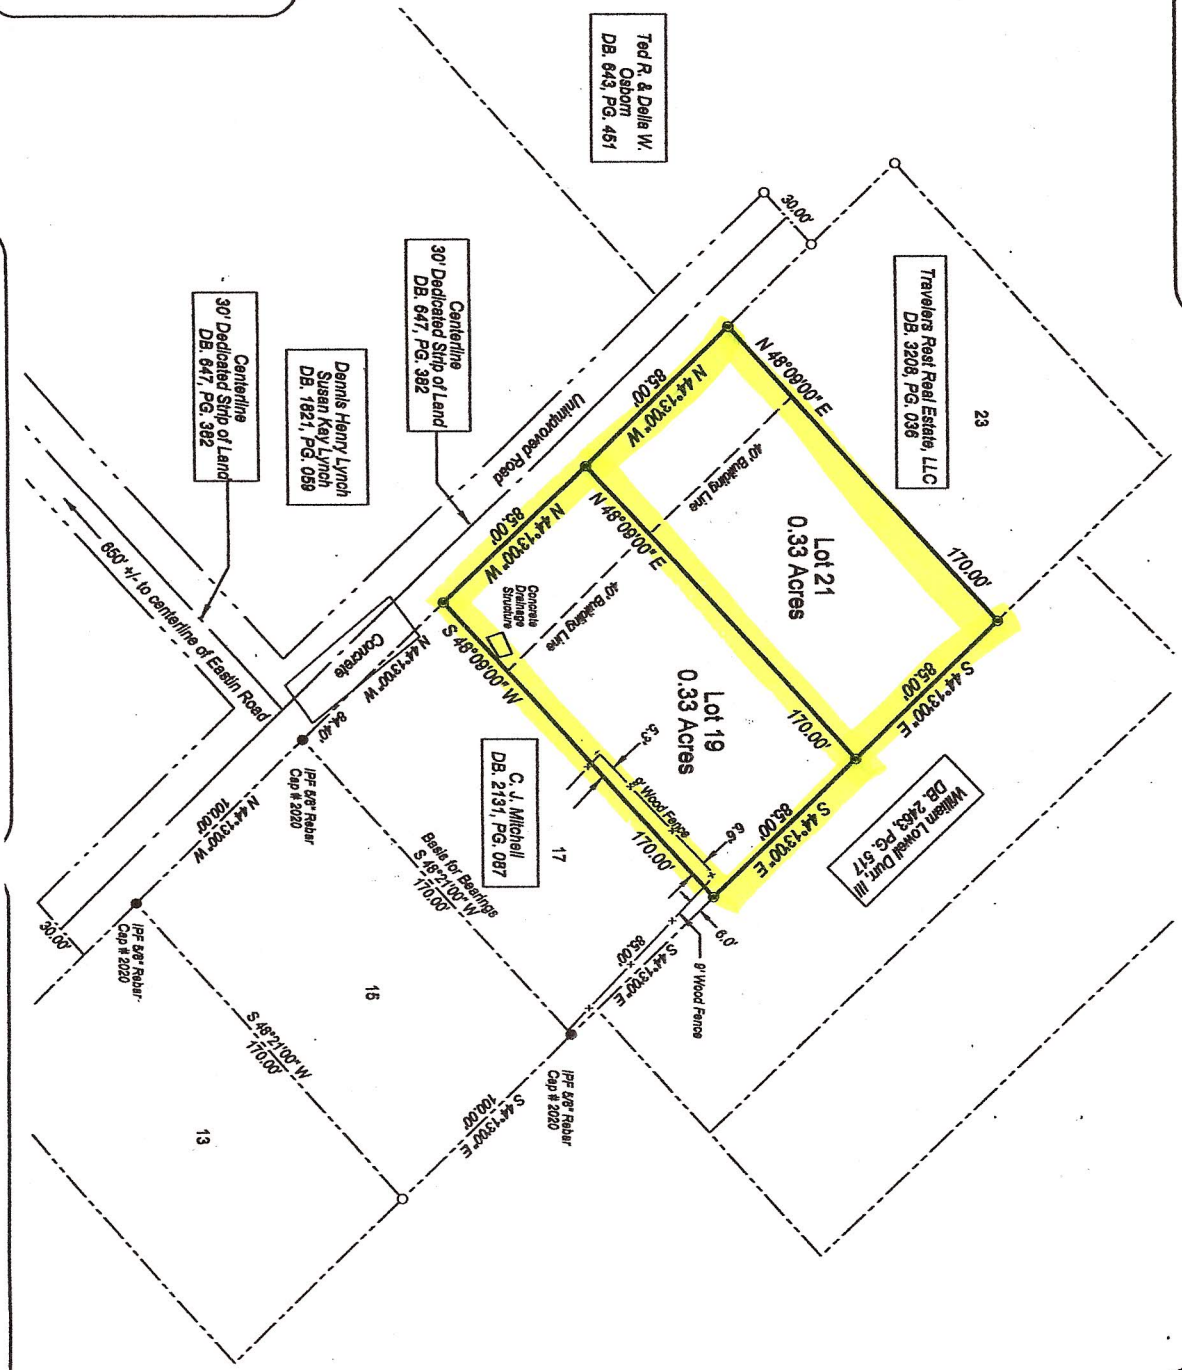 Ted R. & Della W.
Osborn
DB. 643, PG. 451
30.00'
Travelers Rest Real Estate, LLC
DB. 3208, PG. 036
23
N 48°09'00" E
170.00'
N 44°13'00" W
85.00'
40' Building Line
Lot 21
0.33 Acres
S 44°13'00" E
85.00'
Centerline
30' Dedicated Strip of Land
DB. 647, PG. 382
Unimproved Road
N 44°13'00" W
85.00'
N 48°09'00" E
170.00'
40' Building Line
Concrete
Drainage
Structure
Lot 19
0.33 Acres
S 44°13'00" E
85.00'
William Lowell Durr, III
DB. 2463, PG. 517
Dennis Henry Lynch
Susan Kay Lynch
DB. 1821, PG. 059
Centerline
30' Dedicated Strip of Land
DB. 647, PG. 382
650' +/- to centerline of Eastin Road
Concrete
N 44°13'00" W
84.40'
S 48°09'00" W
170.00'
5.3'
8' Wood Fence
6.6'
6.0'
8' Wood Fence
S 44°13'00" E
85.00'
C. J. Mitchell
DB. 2131, PG. 087
17
IPF 5/8" Rebar
Cap # 2020
Basis for Bearings
S 48°21'00" W
170.00'
N 44°13'00" W
100.00'
30.00'
IPF 5/8" Rebar
Cap # 2020
15
IPF 5/8" Rebar
Cap # 2020
S 48°21'00" W
170.00'
S 44°13'00" E
100.00'
13